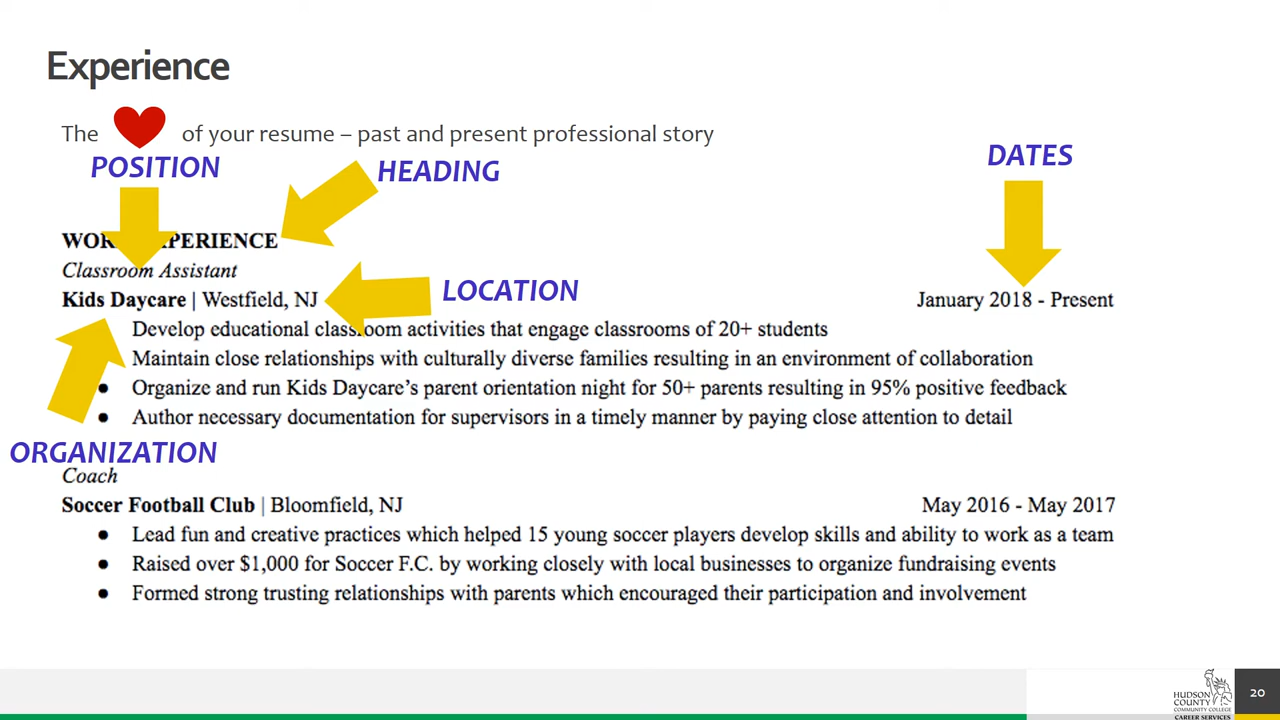 Experience
The of your resume – past and present professional story
POSITION
HEADING
DATES
WORK EXPERIENCE
Classroom Assistant
Kids Daycare | Westfield, NJ
LOCATION
January 2018 - Present
Develop educational classroom activities that engage classrooms of 20+ students
Maintain close relationships with culturally diverse families resulting in an environment of collaboration
● Organize and run Kids Daycare's parent orientation night for 50+ parents resulting in 95% positive feedback
● Author necessary documentation for supervisors in a timely manner by paying close attention to detail
ORGANIZATION
Coach
Soccer Football Club | Bloomfield, NJ
May 2016 - May 2017
● Lead fun and creative practices which helped 15 young soccer players develop skills and ability to work as a team
● Raised over $1,000 for Soccer F.C. by working closely with local businesses to organize fundraising events
● Formed strong trusting relationships with parents which encouraged their participation and involvement
HUDSON
COUNTY
COMMUNITY COLLEGE
CAREER SERVICES
20